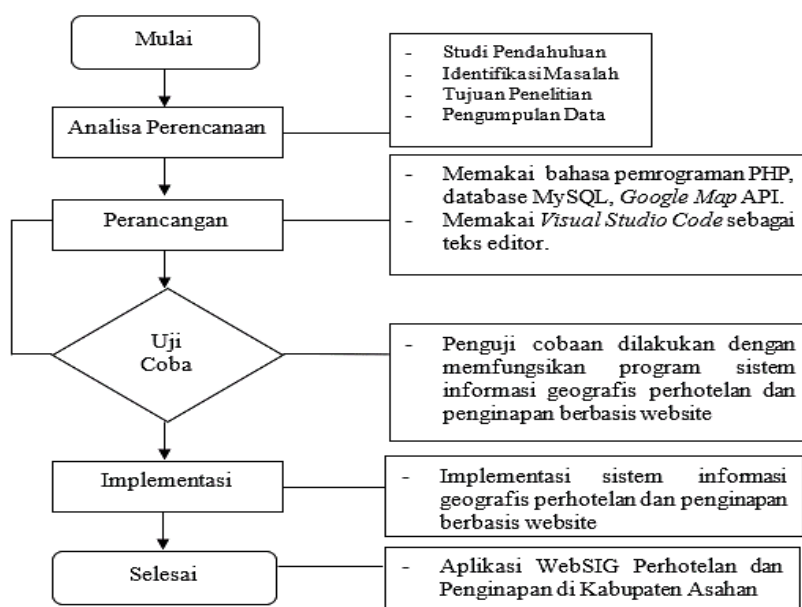 Mulai
- Studi Pendahuluan
- Identifikasi Masalah
- Tujuan Penelitian
- Pengumpulan Data
Analisa Perencanaan
- Memakai bahasa pemrograman PHP,
database MySQL, Google Map API.
- Memakai Visual Studio Code sebagai
teks editor.
Perancangan
Uji
Coba
- Penguji cobaan dilakukan dengan
memfungsikan program sistem
informasi geografis perhotelan dan
penginapan berbasis website
Implementasi
- Implementasi sistem informasi
geografis perhotelan dan penginapan
berbasis website
Selesai
- Aplikasi WebSIG Perhotelan dan
Penginapan di Kabupaten Asahan